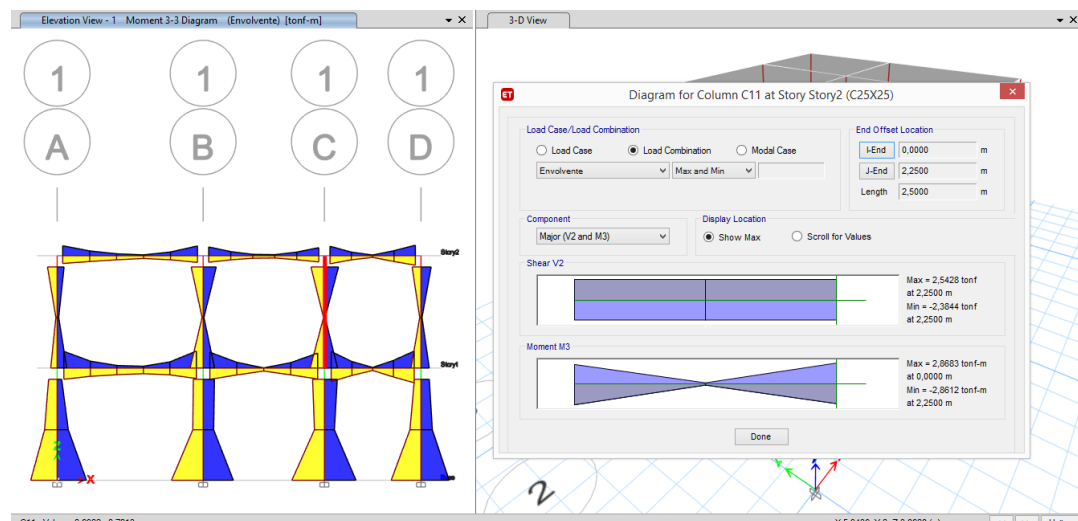 Elevation View - 1 Moment 3-3 Diagram (Envolvente) [tonf-m]
3-D View
1 1 1 1
A B C D
Story2
Story1
X
Diagram for Column C11 at Story Story2 (C25X25)
Load Case/Load Combination
Load Case Load Combination Modal Case
Envolvente Max and Min
End Offset Location
I-End 0,0000 m
J-End 2,2500 m
Length 2,5000 m
Component
Major (V2 and M3)
Display Location
Show Max Scroll for Values
Shear V2
Max = 2,5428 tonf
at 2,2500 m
Min = -2,3844 tonf
at 2,2500 m
Moment M3
Max = 2,8683 tonf-m
at 0,0000 m
Min = -2,8612 tonf-m
at 2,2500 m
Done
2